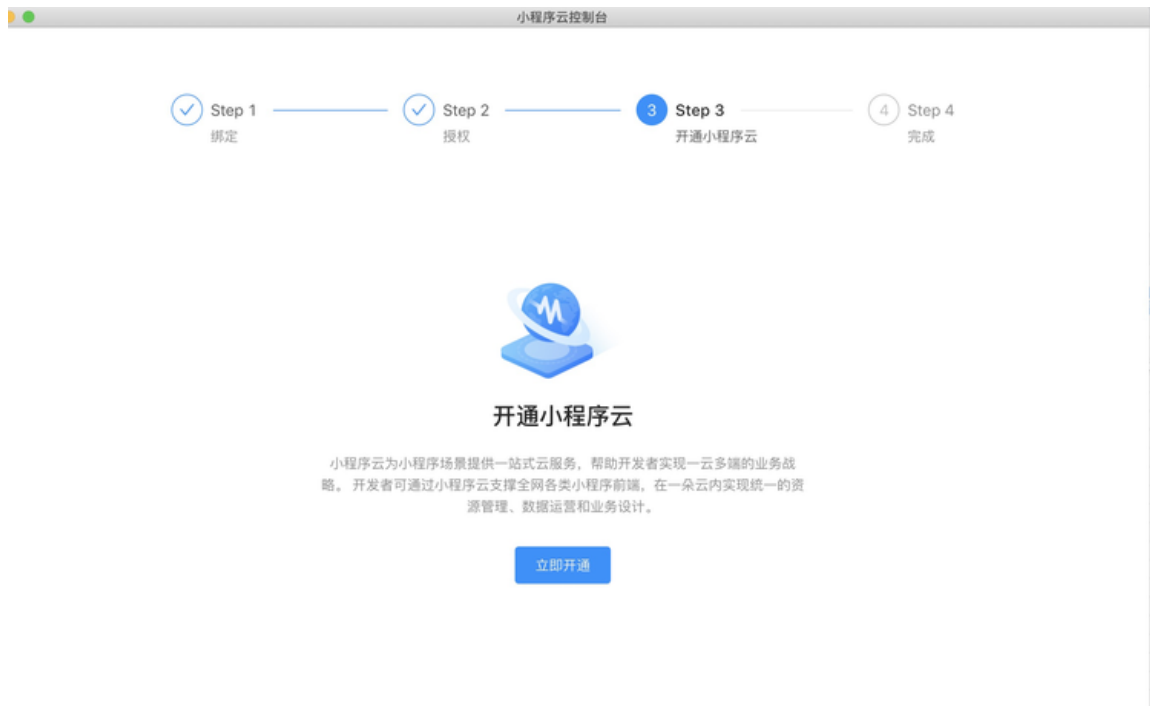 小程序云控制台
Step 1
绑定
Step 2
授权
3 Step 3
开通小程序云
4 Step 4
完成
开通小程序云
小程序云为小程序场景提供一站式云服务，帮助开发者实现一云多端的业务战
略。 开发者可通过小程序云支撑全网各类小程序前端，在一朵云内实现统一的资
源管理、数据运营和业务设计。
立即开通